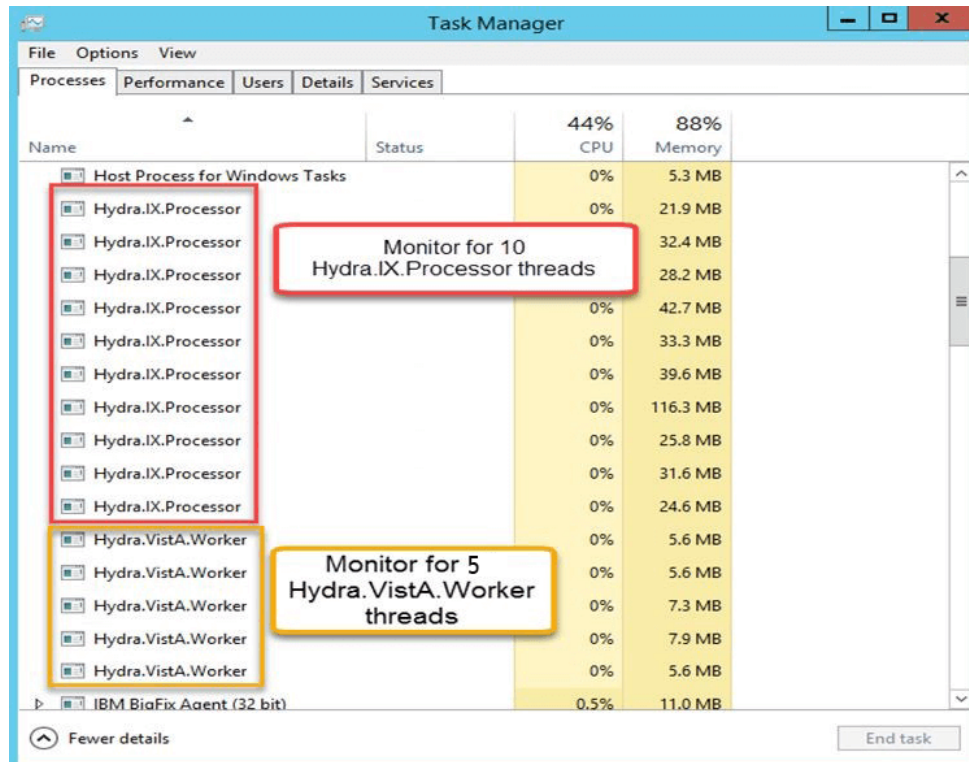 Task Manager
File Options View
Processes Performance Users Details Services
44% 88%
Name Status CPU Memory
Host Process for Windows Tasks 0% 5.3 MB
Hydra.IX.Processor 0% 21.9 MB
Hydra.IX.Processor 32.4 MB
Hydra.IX.Processor 28.2 MB
Monitor for 10
Hydra.IX.Processor threads
Hydra.IX.Processor 0% 42.7 MB
Hydra.IX.Processor 0% 33.3 MB
Hydra.IX.Processor 0% 39.6 MB
Hydra.IX.Processor 0% 116.3 MB
Hydra.IX.Processor 0% 25.8 MB
Hydra.IX.Processor 0% 31.6 MB
Hydra.IX.Processor 0% 24.6 MB
Hydra.VistA.Worker 0% 5.6 MB
Hydra.VistA.Worker 0% 5.6 MB
Hydra.VistA.Worker 0% 7.3 MB
Monitor for 5
Hydra.VistA.Worker
threads
Hydra.VistA.Worker 0% 7.9 MB
Hydra.VistA.Worker 0% 5.6 MB
IBM BigFix Agent (32 bit) 0.5% 11.0 MB
Fewer details End task